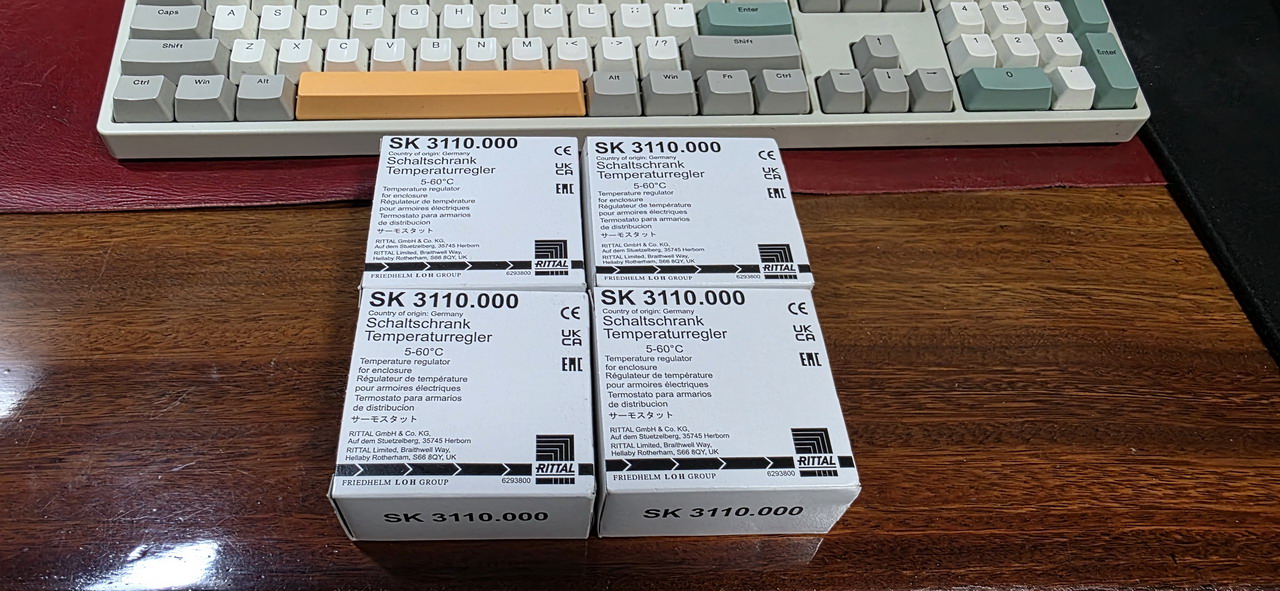 Caps A S D F G H J K L : ; " ' Enter 4 5 6
Shift Z X C V B N M < > /? Shift ↑ 1 2 3 Enter
Ctrl Win Alt Alt Win Fn Ctrl ← ↓ → 0
SK 3110.000
Country of origin: Germany
Schaltschrank
Temperaturregler
5-60°C
Temperature regulator
for enclosure
Régulateur de température
pour armoires électriques
Termostato para armarios
de distribucion
サーモスタット
RITTAL GmbH & Co. KG,
Auf dem Stuetzelberg, 35745 Herborn
RITTAL Limited, Braithwell Way,
Hellaby Rotherham, S66 8QY, UK
CE
UK
CA
EAC
RITTAL
FRIEDHELM LOH GROUP
6293800
SK 3110.000
Country of origin: Germany
Schaltschrank
Temperaturregler
5-60°C
Temperature regulator
for enclosure
Régulateur de température
pour armoires électriques
Termostato para armarios
de distribucion
サーモスタット
RITTAL GmbH & Co. KG,
Auf dem Stuetzelberg, 35745 Herborn
RITTAL Limited, Braithwell Way,
Hellaby Rotherham, S66 8QY, UK
CE
UK
CA
EAC
RITTAL
FRIEDHELM LOH GROUP
6293800
SK 3110.000
Country of origin: Germany
Schaltschrank
Temperaturregler
5-60°C
Temperature regulator
for enclosure
Régulateur de température
pour armoires électriques
Termostato para armarios
de distribucion
サーモスタット
RITTAL GmbH & Co. KG,
Auf dem Stuetzelberg, 35745 Herborn
RITTAL Limited, Braithwell Way,
Hellaby Rotherham, S66 8QY, UK
CE
UK
CA
EAC
RITTAL
FRIEDHELM LOH GROUP
6293800
SK 3110.000
SK 3110.000
Country of origin: Germany
Schaltschrank
Temperaturregler
5-60°C
Temperature regulator
for enclosure
Régulateur de température
pour armoires électriques
Termostato para armarios
de distribucion
サーモスタット
RITTAL GmbH & Co. KG,
Auf dem Stuetzelberg, 35745 Herborn
RITTAL Limited, Braithwell Way,
Hellaby Rotherham, S66 8QY, UK
CE
UK
CA
EAC
RITTAL
FRIEDHELM LOH GROUP
6293800
SK 3110.000